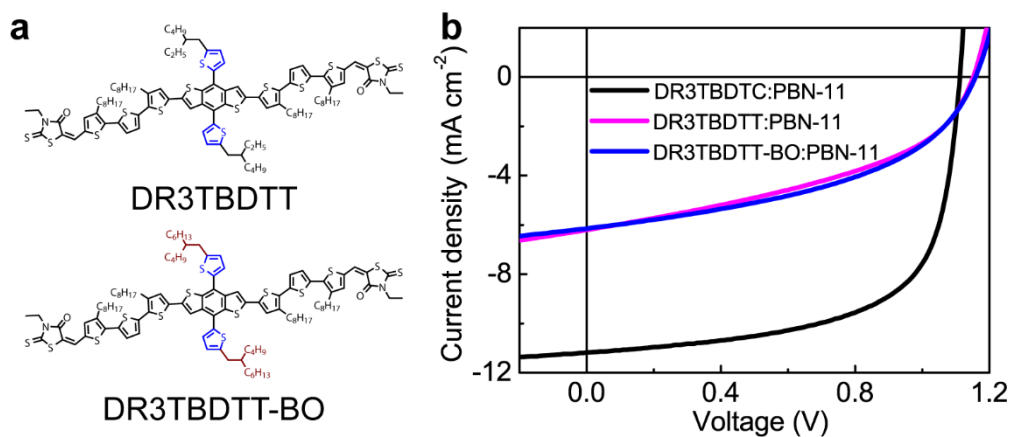 a
C₄H₉
C₂H₅
S
C₈H₁₇
C₈H₁₇
S
S
S
N
O
S
S
S
S
S
S
S
S
S
O
N
S
C₈H₁₇
C₈H₁₇
S
C₂H₅
C₄H₉
DR3TBDTT
C₆H₁₃
C₄H₉
S
C₈H₁₇
C₈H₁₇
S
S
S
N
O
S
S
S
S
S
S
S
S
S
O
N
S
C₈H₁₇
C₈H₁₇
S
C₄H₉
C₆H₁₃
DR3TBDTT-BO
b
Current density (mA cm⁻²)
0
-4
-8
-12
DR3TBDTC:PBN-11
DR3TBDTT:PBN-11
DR3TBDTT-BO:PBN-11
0.0
0.4
0.8
1.2
Voltage (V)